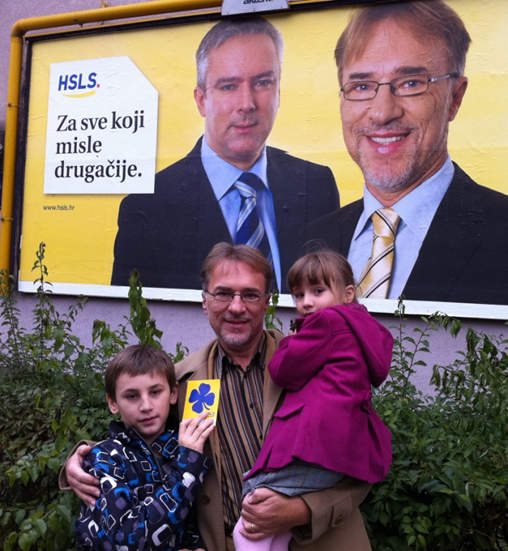 HSLS.
Za sve koji
misle
drugačije.
www.hsls.hr